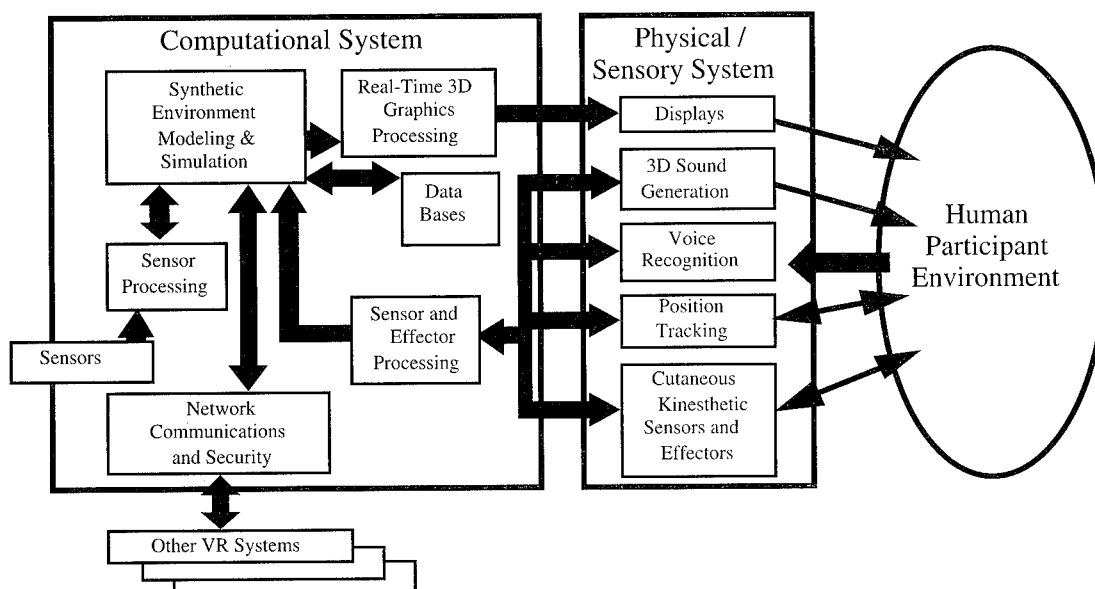 Computational System
Synthetic
Environment
Modeling &
Simulation
Real-Time 3D
Graphics
Processing
Data
Bases
Sensor
Processing
Sensors
Sensor and
Effector
Processing
Network
Communications
and Security
Other VR Systems
Physical /
Sensory System
Displays
3D Sound
Generation
Voice
Recognition
Position
Tracking
Cutaneous
Kinesthetic
Sensors and
Effectors
Human
Participant
Environment